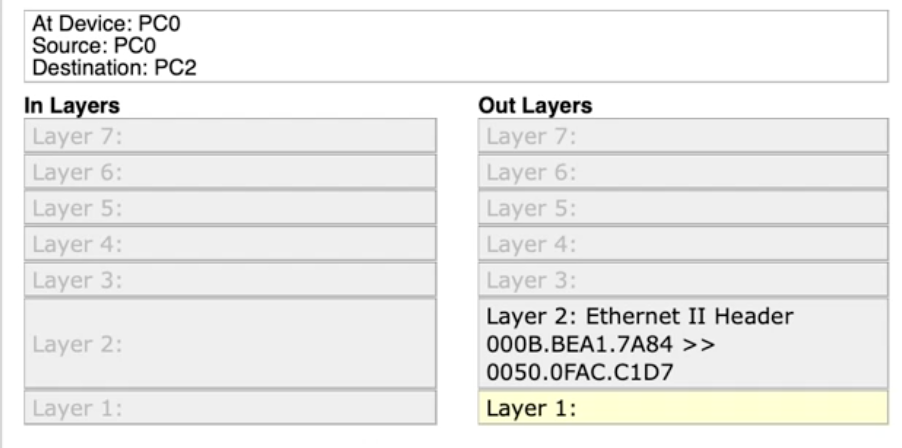 At Device: PC0
Source: PC0
Destination: PC2
In Layers
Layer 7:
Layer 6:
Layer 5:
Layer 4:
Layer 3:
Layer 2:
Layer 1:
Out Layers
Layer 7:
Layer 6:
Layer 5:
Layer 4:
Layer 3:
Layer 2: Ethernet II Header
000B.BEA1.7A84 >>
0050.0FAC.C1D7
Layer 1: